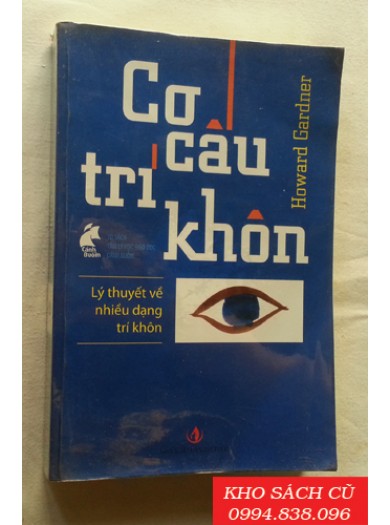 Cơ
cấu
trí
khôn
Howard Gardner
Cánh
Buồm
Lý thuyết về
nhiều dạng
trí khôn
KHO SÁCH CŨ
0994.838.096